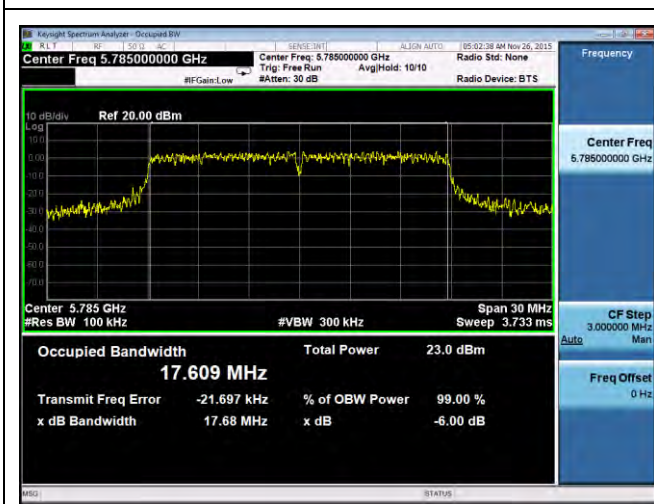 Keysight Spectrum Analyzer - Occupied BW
RLT RF 50 Ω AC SENSE:INT ALIGN AUTO 05:02:38 AM Nov 26, 2015
Center Freq 5.785000000 GHz
Center Freq: 5.785000000 GHz
Radio Std: None
Trig: Free Run Avg|Hold: 10/10
#IFGain:Low
#Atten: 30 dB
Radio Device: BTS
10 dB/div Ref 20.00 dBm
Log
10.0
0.00
-10.0
-20.0
-30.0
-40.0
-50.0
-60.0
-70.0
Center 5.785 GHz
Span 30 MHz
#Res BW 100 kHz
#VBW 300 kHz
Sweep 3.733 ms
Occupied Bandwidth
17.609 MHz
Total Power 23.0 dBm
Transmit Freq Error -21.697 kHz
% of OBW Power 99.00 %
x dB Bandwidth 17.68 MHz
x dB -6.00 dB
MSG
STATUS
Frequency
Center Freq
5.785000000 GHz
CF Step
3.000000 MHz
Auto Man
Freq Offset
0 Hz